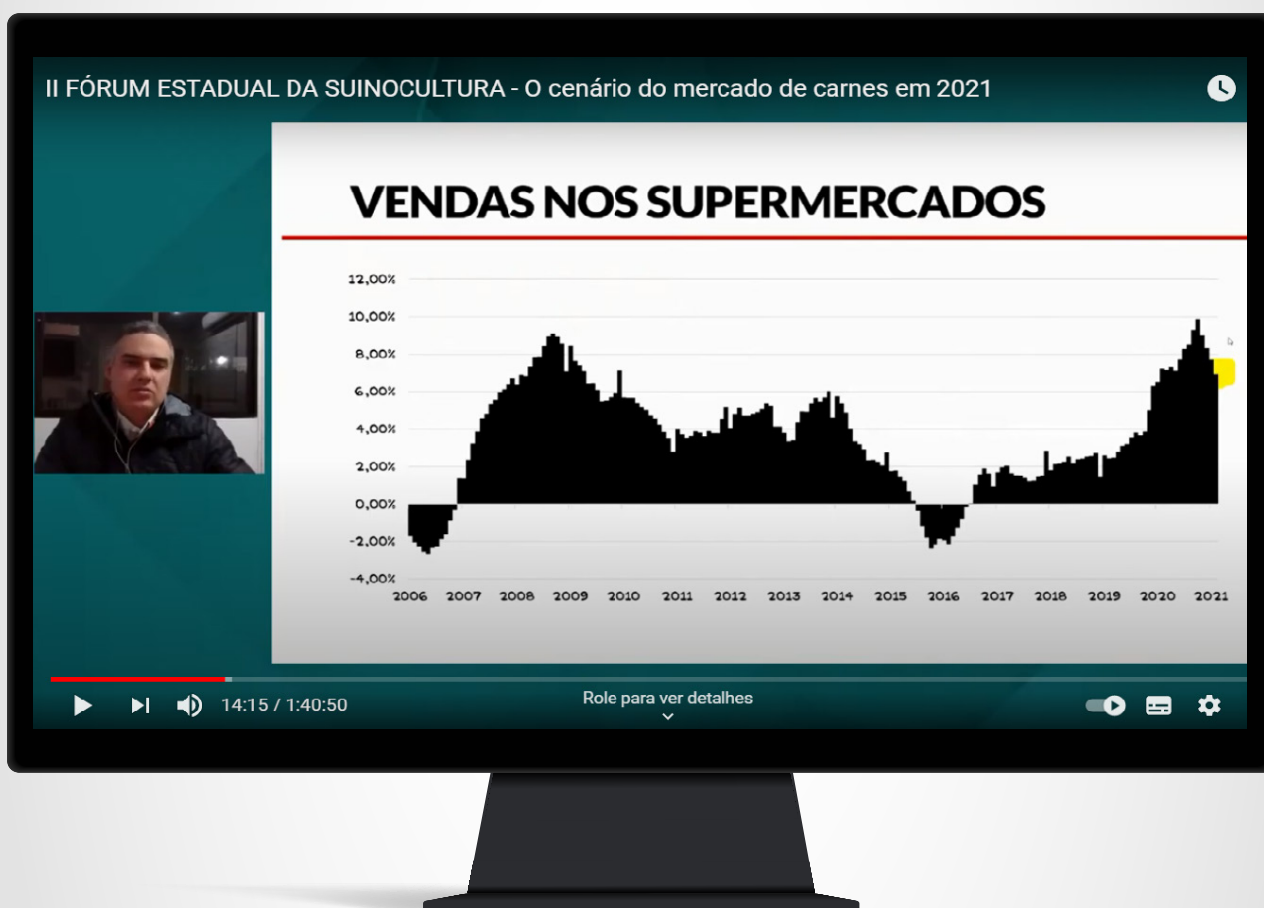 II FÓRUM ESTADUAL DA SUINOCULTURA - O cenário do mercado de carnes em 2021
VENDAS NOS SUPERMERCADOS
12,00%
10,00%
8,00%
6,00%
4,00%
2,00%
0,00%
-2,00%
-4,00%
2006 2007 2008 2009 2010 2011 2012 2013 2014 2015 2016 2017 2018 2019 2020 2021
14:15 / 1:40:50
Role para ver detalhes